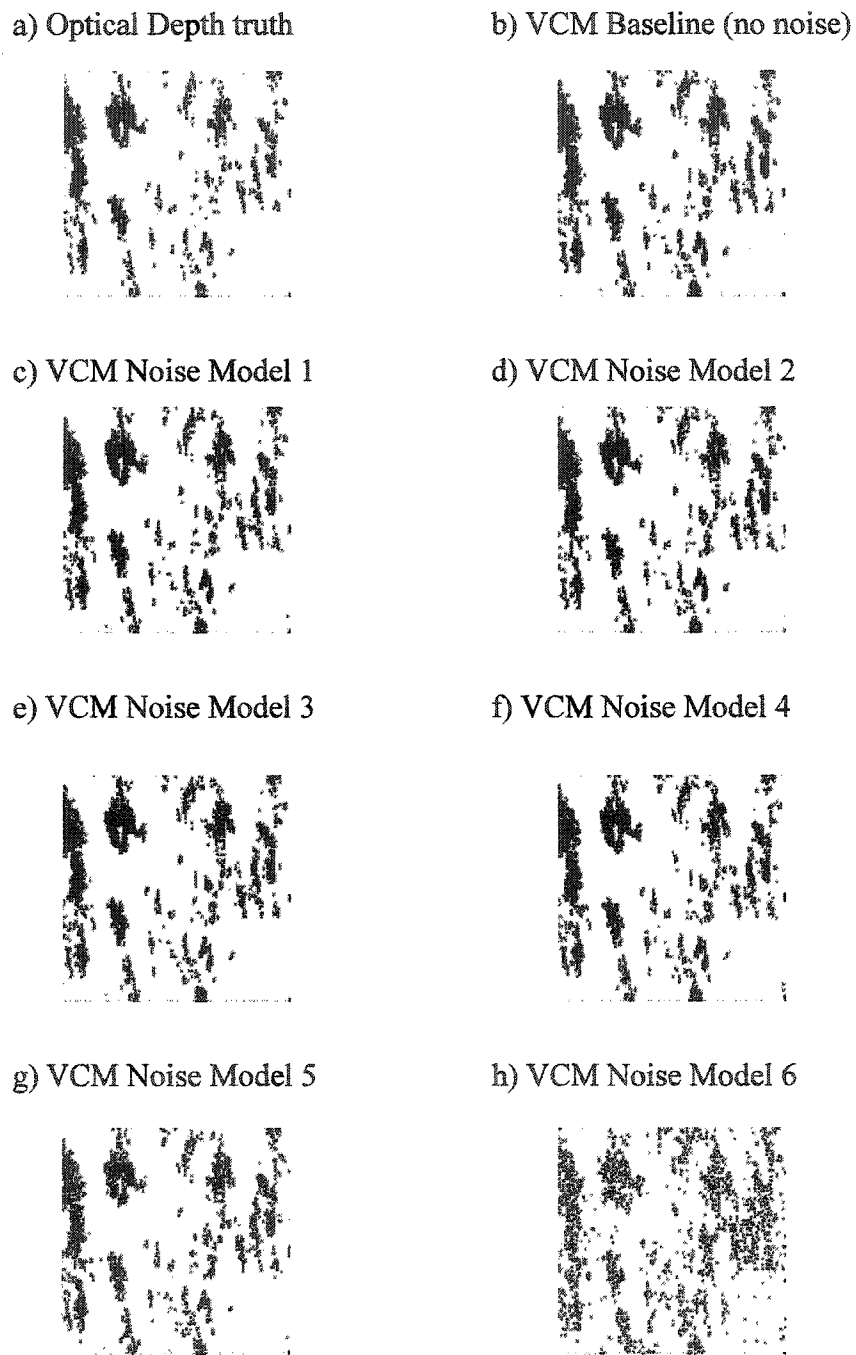 a) Optical Depth truth
b) VCM Baseline (no noise)
c) VCM Noise Model 1
d) VCM Noise Model 2
e) VCM Noise Model 3
f) VCM Noise Model 4
g) VCM Noise Model 5
h) VCM Noise Model 6